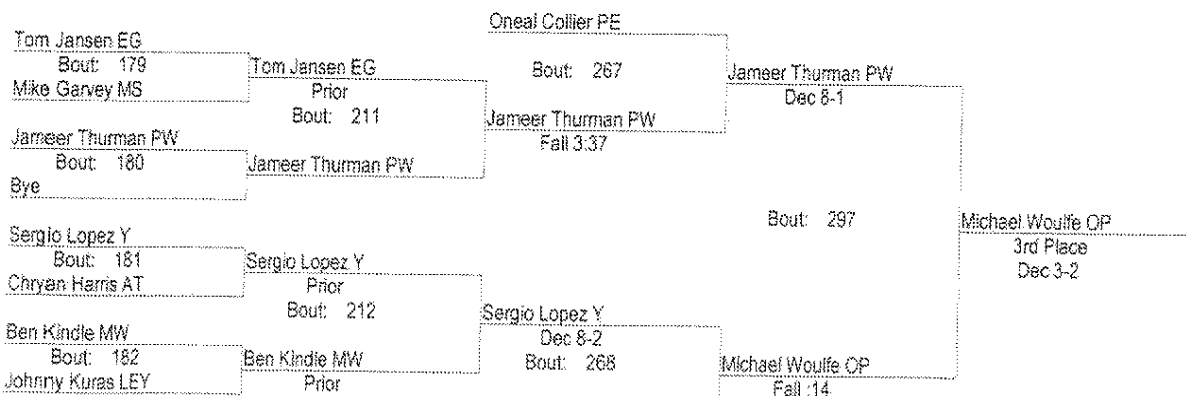 Oneal Collier PE
Tom Jansen EG
Bout: 179
Mike Garvey MS
Tom Jansen EG
Prior
Bout: 211
Bout: 267
Jameer Thurman PW
Dec 8-1
Jameer Thurman PW
Bout: 180
Bye
Jameer Thurman PW
Jameer Thurman PW
Fall 3:37
Sergio Lopez Y
Bout: 181
Chryan Harris AT
Sergio Lopez Y
Prior
Bout: 212
Bout: 297
Michael Woulfe OP
3rd Place
Dec 3-2
Ben Kindle MW
Bout: 182
Johnny Kuras LEY
Ben Kindle MW
Prior
Sergio Lopez Y
Dec 8-2
Bout: 268
Michael Woulfe OP
Fall :14